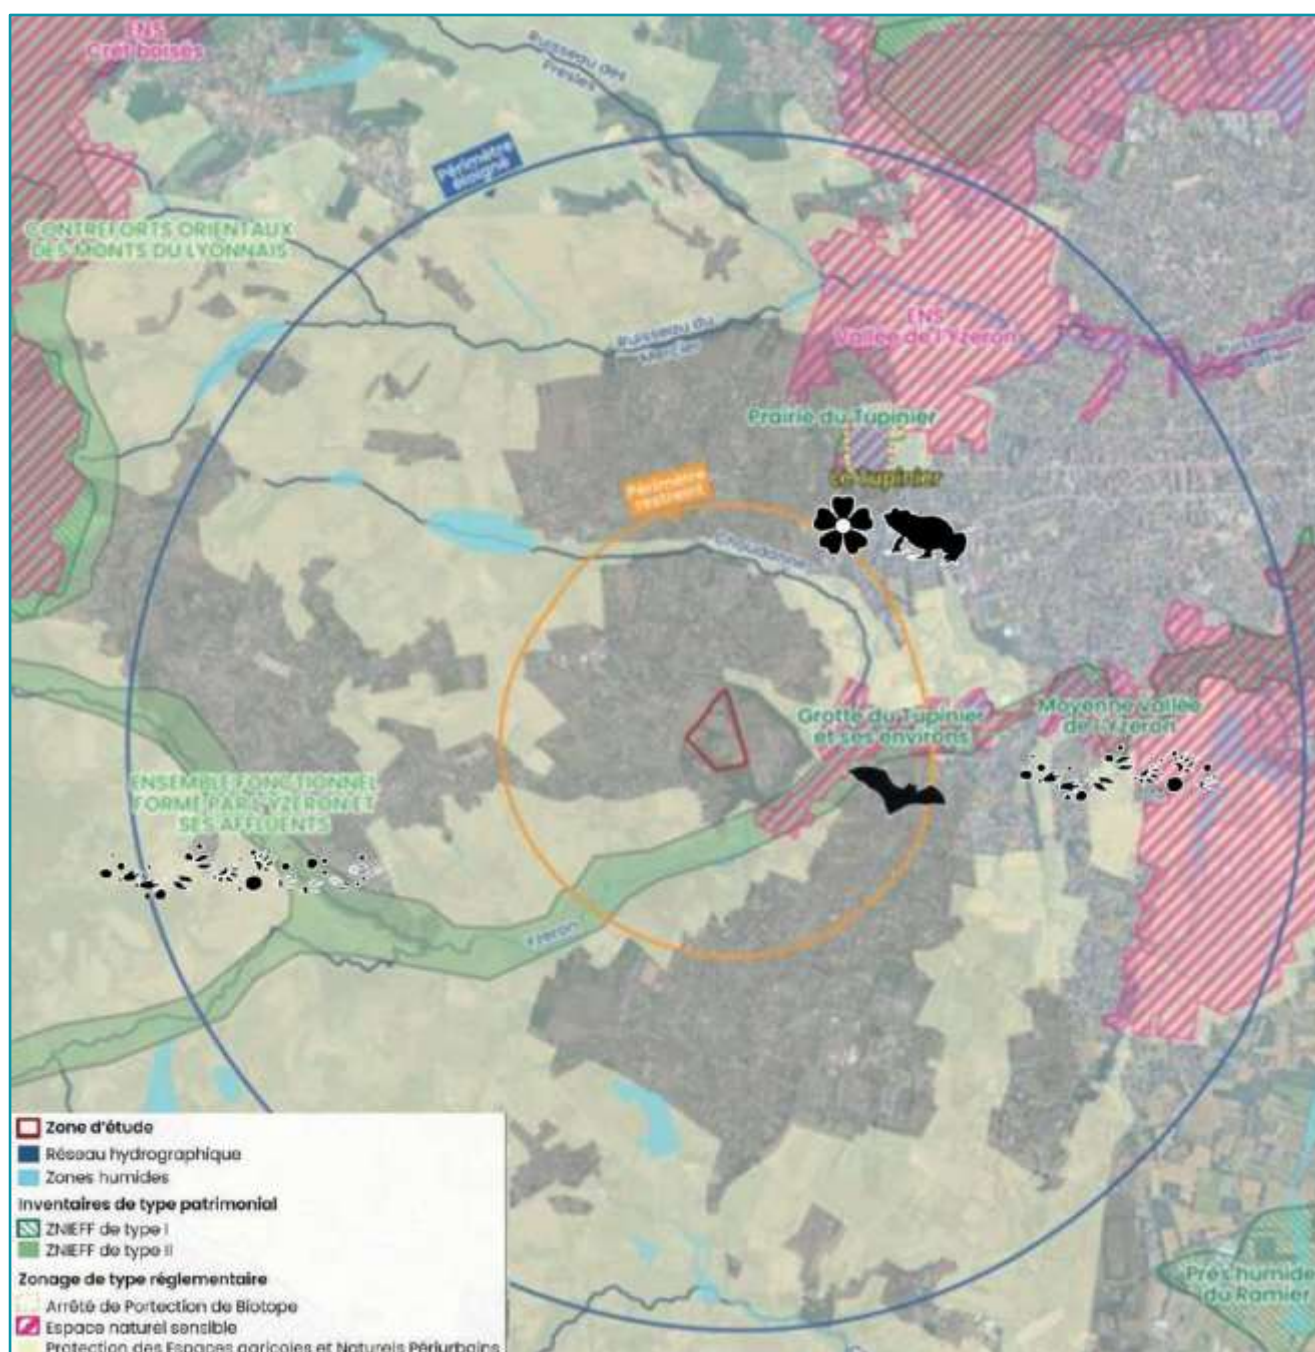 ENS
Crêt boisés
Ruisseau des
Presles
Périmètre
éloigné
CONTREFORTS ORIENTAUX
DES MONTS DU LYONNAIS
Ruisseau du
Mercier
ENS
Vallée de l'Yzeron
Ruisseau
Prairie du Tupinier
Le Tupinier
Périmètre
restreint
Chaudanne
Grotte du Tupinier
et ses environs
Moyenne vallée
de l'Yzeron
ENSEMBLE FONCTIONNEL
FORME PAR L'YZERON ET
SES AFFLUENTS
Yzeron
Prés humide
du Ramier
Zone d'étude
Réseau hydrographique
Zones humides
Inventaires de type patrimonial
ZNIEFF de type I
ZNIEFF de type II
Zonage de type réglementaire
Arrêté de Portection de Biotope
Espace naturel sensible
Protection des Espaces agricoles et Naturels Périurbains